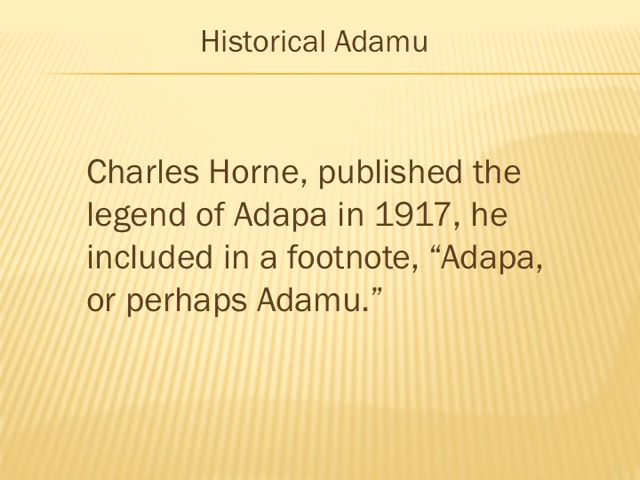 Historical Adamu
Charles Horne, published the
legend of Adapa in 1917, he
included in a footnote, “Adapa,
or perhaps Adamu.”